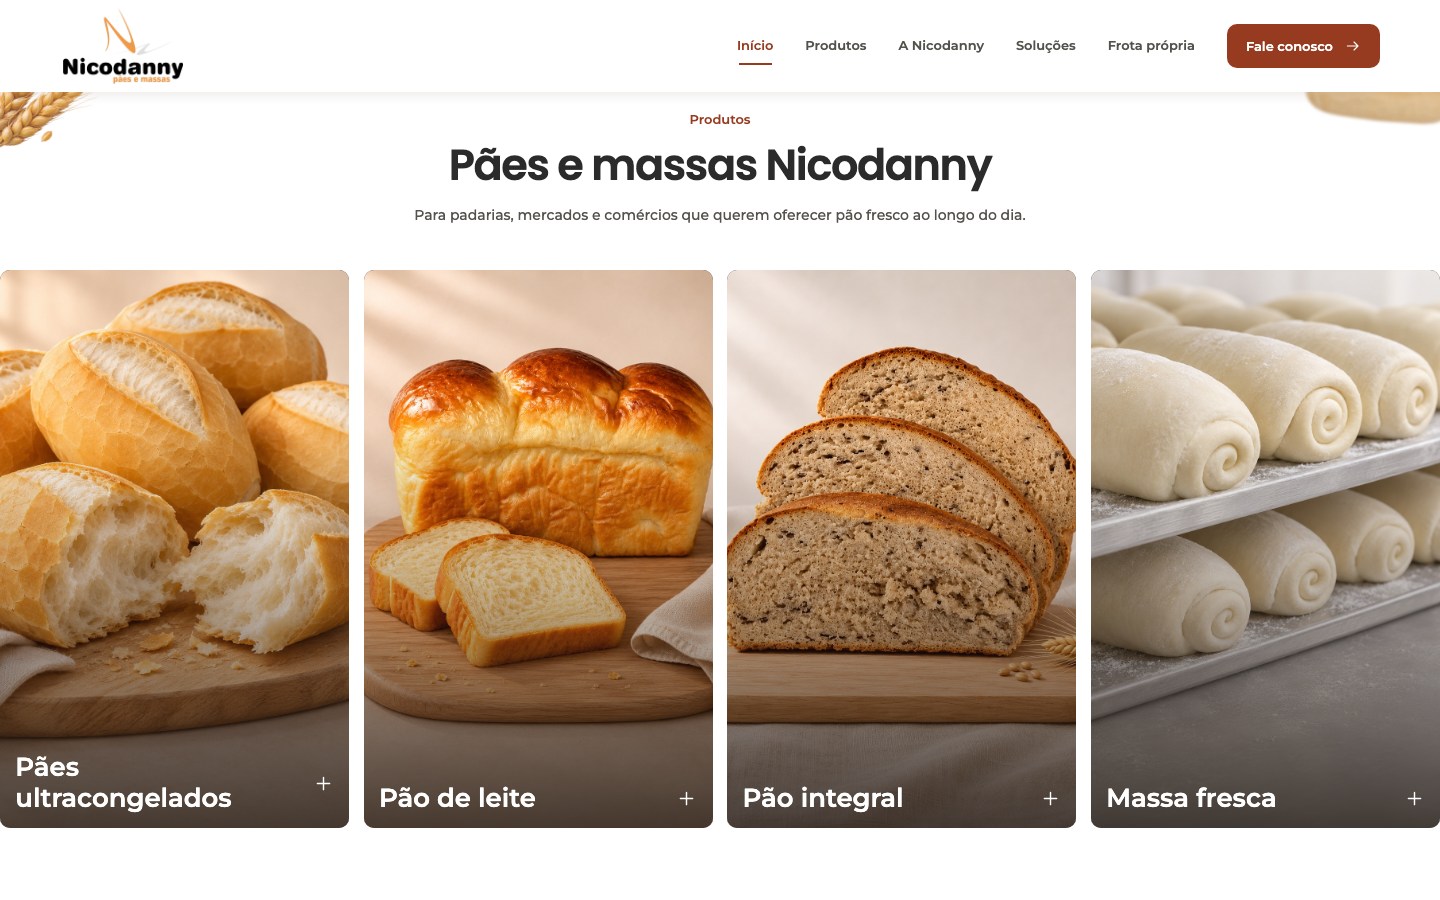 Nicodanny
pães e massas
Início
Produtos
A Nicodanny
Soluções
Frota própria
Fale conosco
Produtos
Pães e massas Nicodanny
Para padarias, mercados e comércios que querem oferecer pão fresco ao longo do dia.
Pães
ultracongelados
Pão de leite
Pão integral
Massa fresca